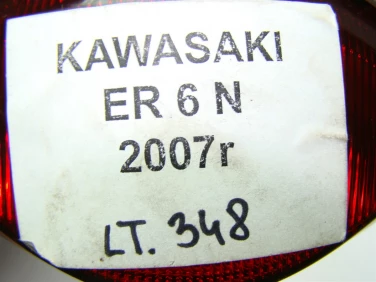 KAWASAKI
ER 6 N
2007r
LT. 348